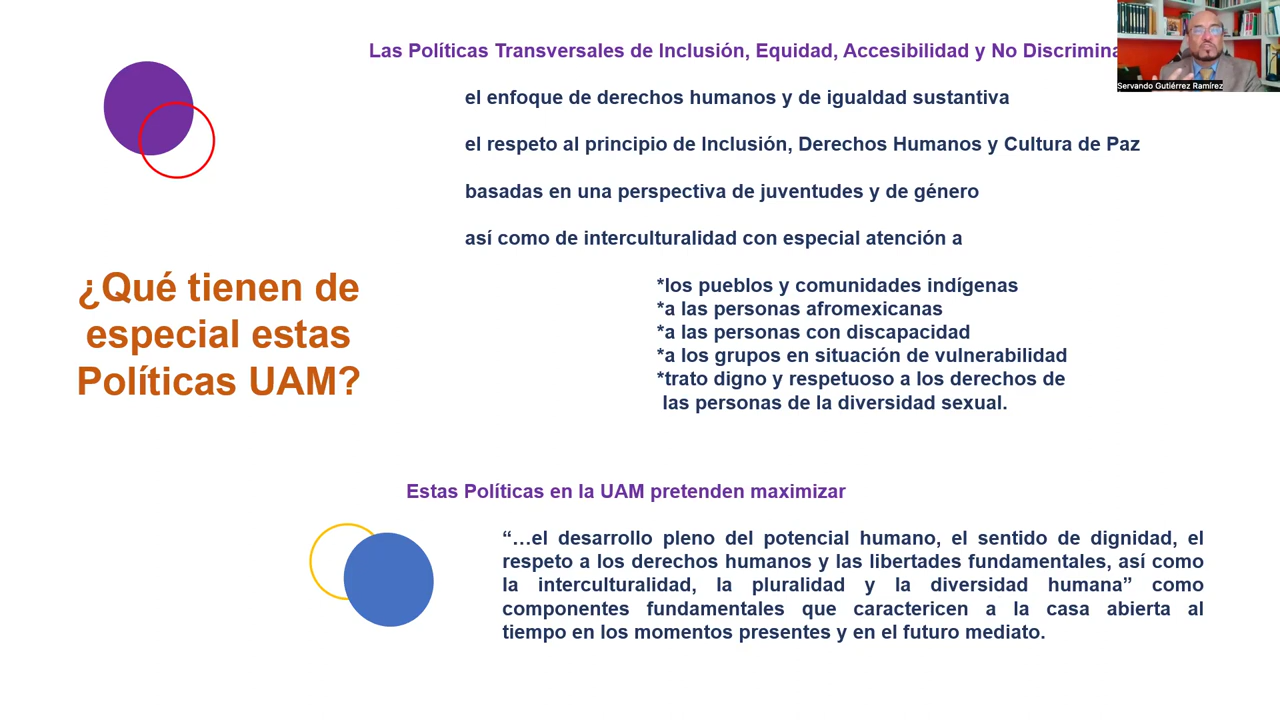 Las Políticas Transversales de Inclusión, Equidad, Accesibilidad y No
Servando Gutiérrez Ramírez
el enfoque de derechos humanos y de igualdad sustantiva
el respeto al principio de Inclusión, Derechos Humanos y Cultura de Paz
basadas en una perspectiva de juventudes y de género
así como de interculturalidad con especial atención a
*los pueblos y comunidades indígenas
*a las personas afromexicanas
*a las personas con discapacidad
*a los grupos en situación de vulnerabilidad
*trato digno y respetuoso a los derechos de
las personas de la diversidad sexual.
¿Qué tienen de
especial estas
Políticas UAM?
Estas Políticas en la UAM pretenden maximizar
“…el desarrollo pleno del potencial humano, el sentido de dignidad, el
respeto a los derechos humanos y las libertades fundamentales, así como
la interculturalidad, la pluralidad y la diversidad humana” como
componentes fundamentales que caractericen a la casa abierta al
tiempo en los momentos presentes y en el futuro mediato.